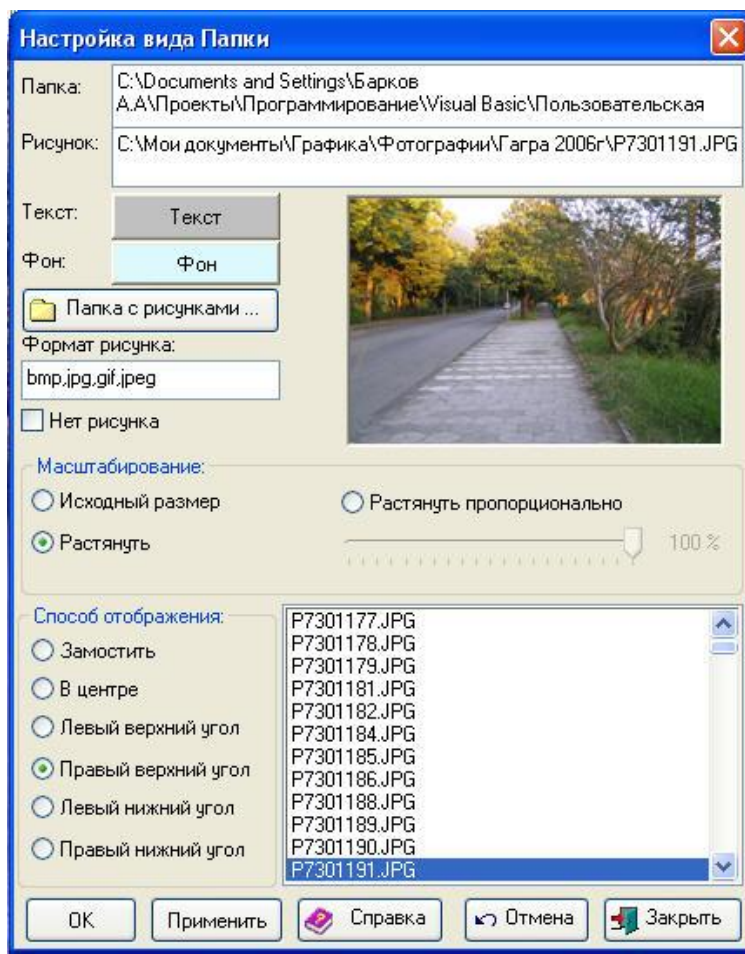 Настройка вида Папки
Папка:
C:\Documents and Settings\Барков
А.А\Проекты\Программирование\Visual Basic\Пользовательская
Рисунок:
C:\Мои документы\Графика\Фотографии\Гагра 2006г\P7301191.JPG
Текст:
Текст
Фон:
Фон
Папка с рисунками ...
Формат рисунка:
bmp,jpg,gif,jpeg
Нет рисунка
Масштабирование:
Исходный размер
Растянуть пропорционально
Растянуть
100 %
Способ отображения:
Замостить
В центре
Левый верхний угол
Правый верхний угол
Левый нижний угол
Правый нижний угол
P7301177.JPG
P7301178.JPG
P7301179.JPG
P7301181.JPG
P7301182.JPG
P7301184.JPG
P7301185.JPG
P7301186.JPG
P7301188.JPG
P7301189.JPG
P7301190.JPG
P7301191.JPG
OK
Применить
Справка
Отмена
Закрыть